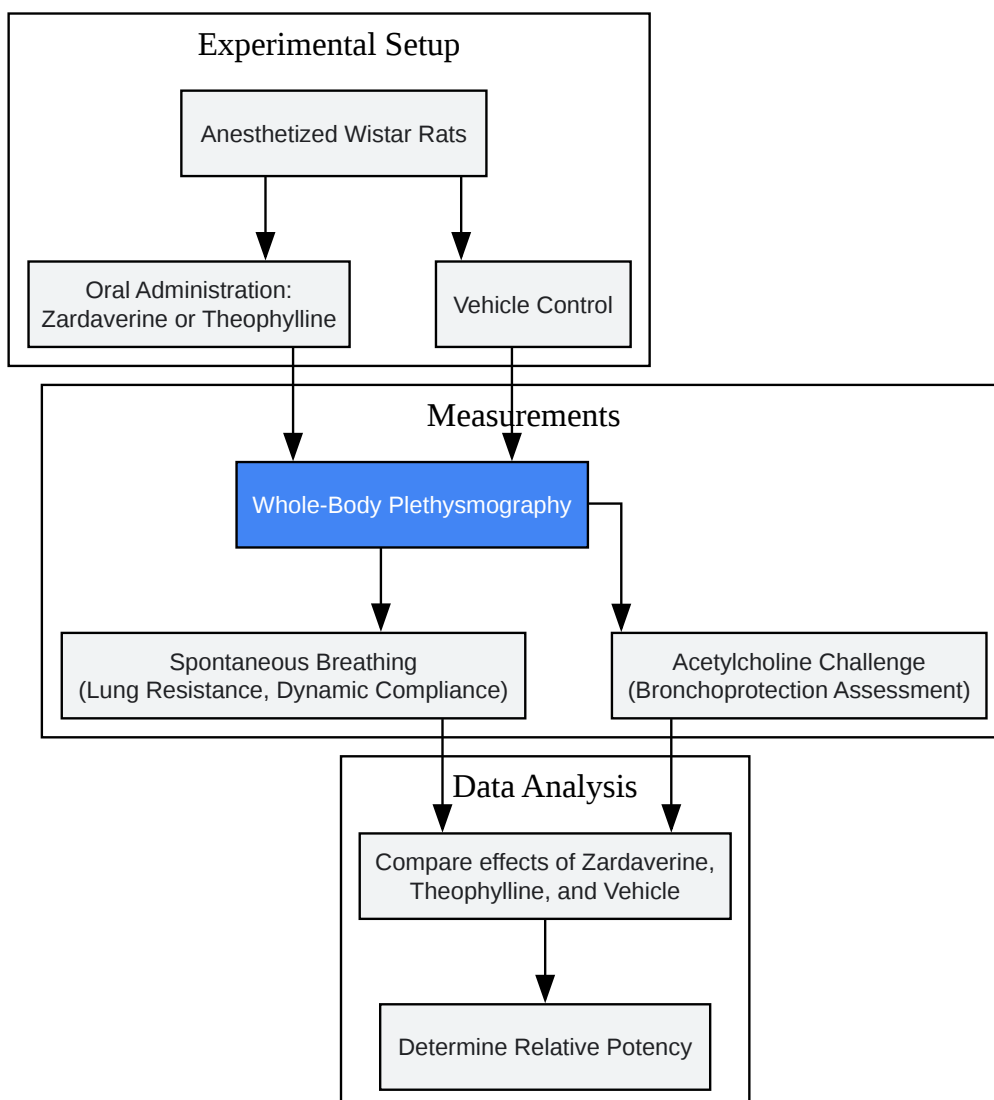 Experimental Setup
Anesthetized Wistar Rats
Oral Administration:
Zardaverine or Theophylline
Vehicle Control
Measurements
Whole-Body Plethysmography
Spontaneous Breathing
(Lung Resistance, Dynamic Compliance)
Acetylcholine Challenge
(Bronchoprotection Assessment)
Data Analysis
Compare effects of Zardaverine,
Theophylline, and Vehicle
Determine Relative Potency